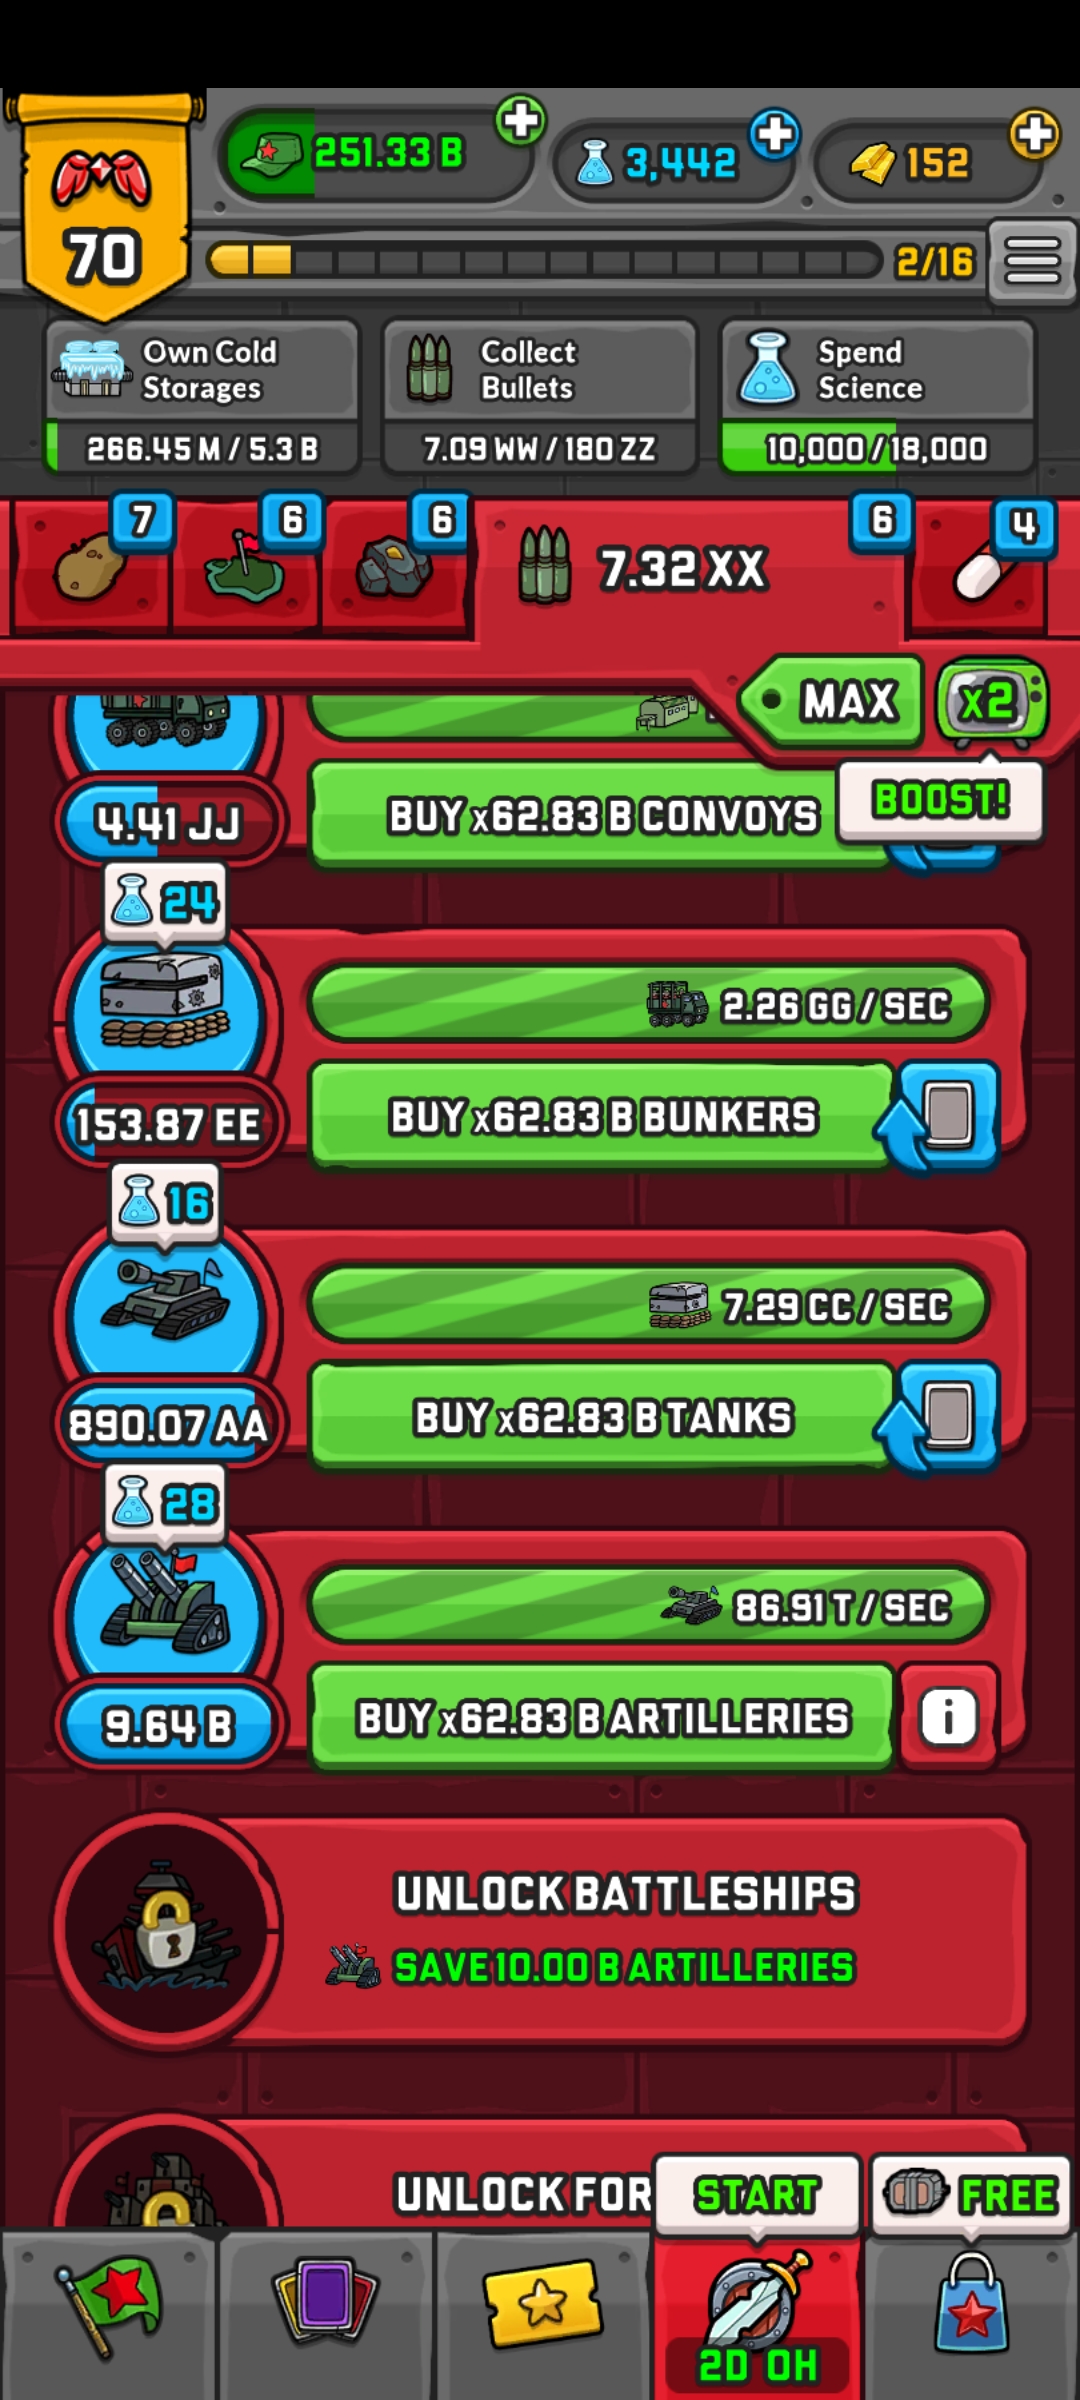 251.33 B
3,442
152
70
2/16
Own Cold
Storages
266.45 M / 5.3 B
Collect
Bullets
7.09 WW / 180 ZZ
Spend
Science
10,000 / 18,000
7
6
6
7.32 XX
6
4
MAX
x2
BOOST!
4.41 JJ
BUY x62.83 B CONVOYS
24
2.26 GG / SEC
153.87 EE
BUY x62.83 B BUNKERS
16
7.29 CC / SEC
890.07 AA
BUY x62.83 B TANKS
28
86.91 T / SEC
9.64 B
BUY x62.83 B ARTILLERIES
i
UNLOCK BATTLESHIPS
SAVE 10.00 B ARTILLERIES
UNLOCK FOR
START
FREE
2D 0H